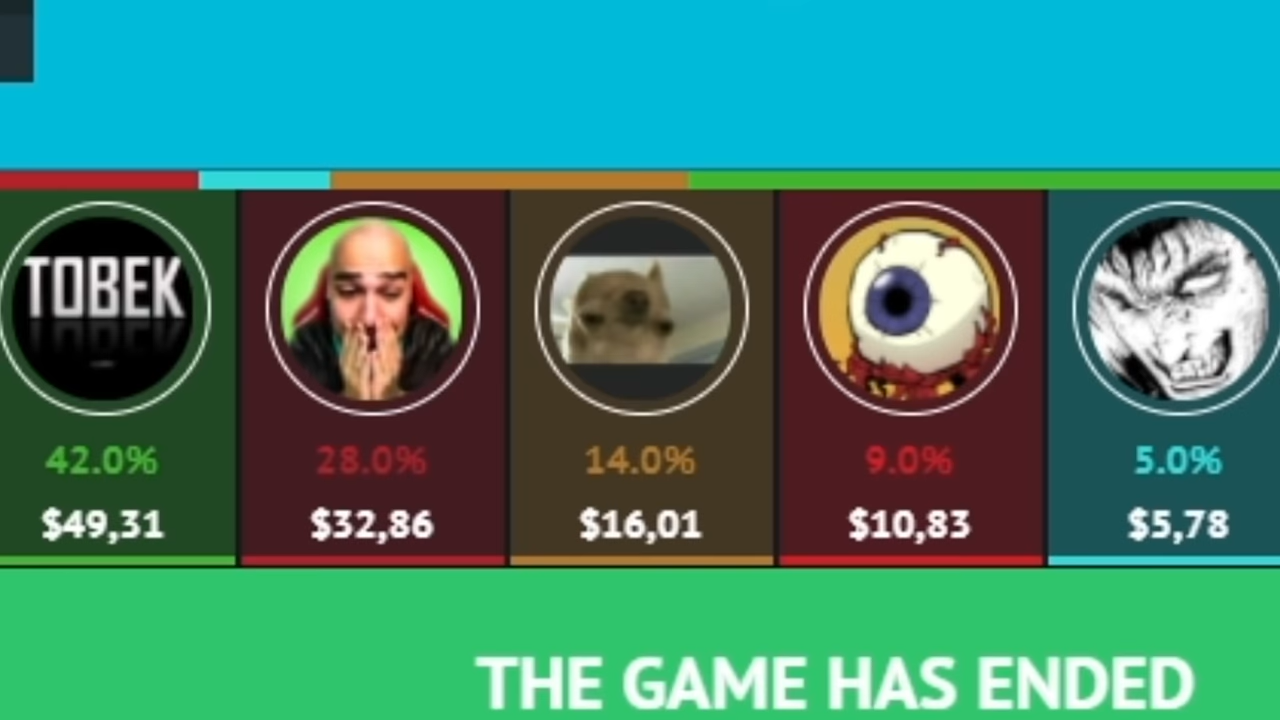 TOBEK
42.0% 28.0% 14.0% 9.0% 5.0%
$49,31 $32,86 $16,01 $10,83 $5,78
THE GAME HAS ENDED